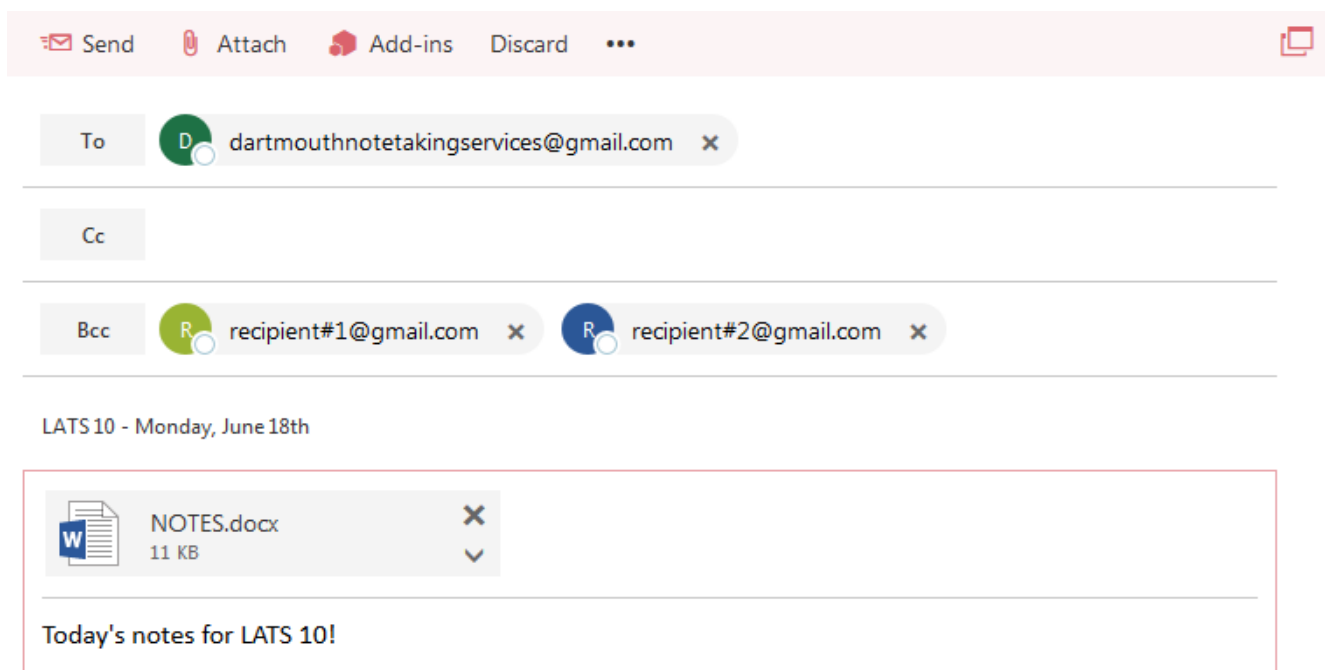 Send Attach Add-ins Discard •••
To D dartmouthnotetakingservices@gmail.com ×
Cc
Bcc R recipient#1@gmail.com × R recipient#2@gmail.com ×
LATS 10 - Monday, June 18th
W NOTES.docx
11 KB
Today's notes for LATS 10!